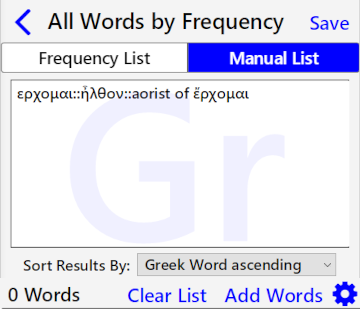 All Words by Frequency Save
Frequency List Manual List
ερχομαι::ἦλθον::aorist of ἔρχομαι
Gr
Sort Results By: Greek Word ascending
0 Words Clear List Add Words